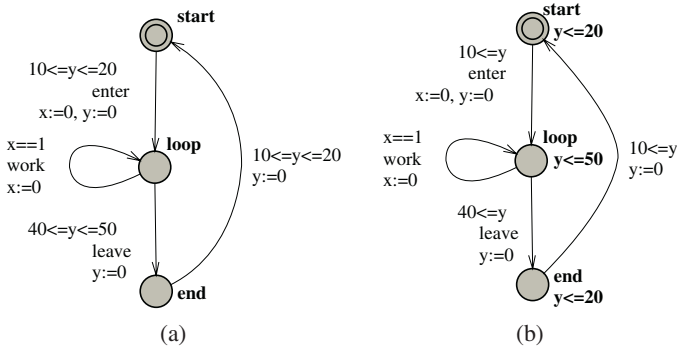 start
10<=y<=20
enter
x:=0, y:=0
x==1
work
x:=0
loop
10<=y<=20
y:=0
40<=y<=50
leave
y:=0
end
(a)
start
y<=20
10<=y
enter
x:=0, y:=0
x==1
work
x:=0
loop
y<=50
10<=y
y:=0
40<=y
leave
y:=0
end
y<=20
(b)